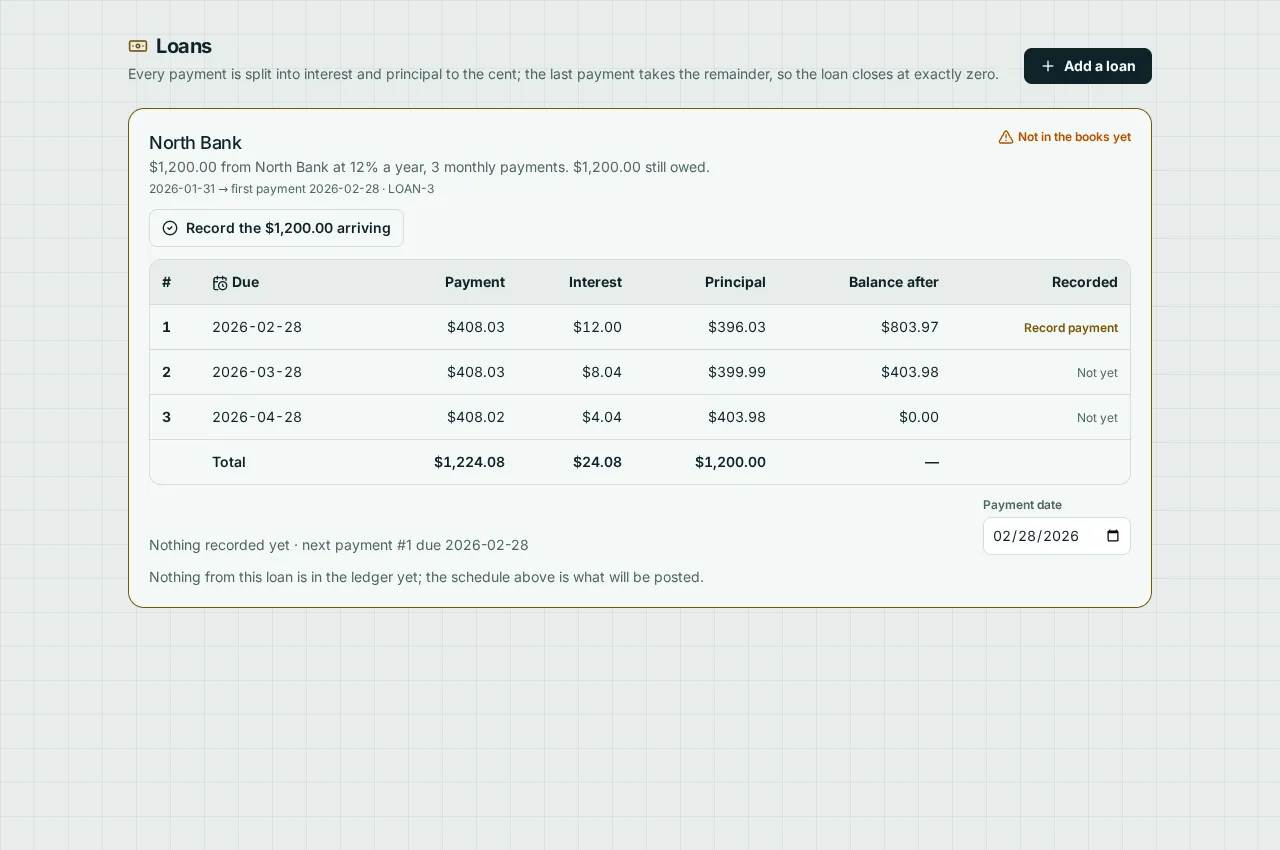 Loans
Every payment is split into interest and principal to the cent; the last payment takes the remainder, so the loan closes at exactly zero.
Add a loan
North Bank
Not in the books yet
$1,200.00 from North Bank at 12% a year, 3 monthly payments. $1,200.00 still owed.
2026-01-31 → first payment 2026-02-28 · LOAN-3
Record the $1,200.00 arriving
# Due Payment Interest Principal Balance after Recorded
1 2026-02-28 $408.03 $12.00 $396.03 $803.97 Record payment
2 2026-03-28 $408.03 $8.04 $399.99 $403.98 Not yet
3 2026-04-28 $408.02 $4.04 $403.98 $0.00 Not yet
Total $1,224.08 $24.08 $1,200.00 —
Payment date
02/28/2026
Nothing recorded yet · next payment #1 due 2026-02-28
Nothing from this loan is in the ledger yet; the schedule above is what will be posted.